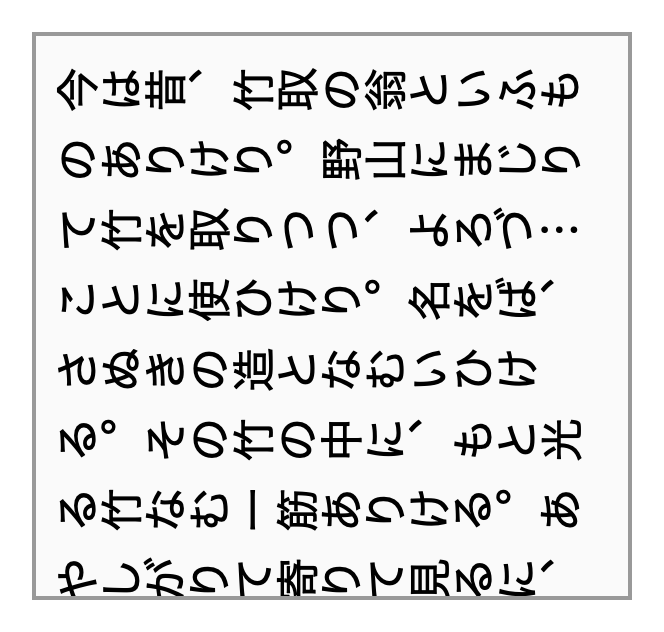 今は昔、竹取の翁といふも
のありけり。野山にまじり
て竹を取りつつ、よろづ…
ことに使ひけり。名をば、
さぬきの造となむいひけ
る。その竹の中に、もと光
る竹なむ一筋ありける。あ
やしがりて寄りて見るに、